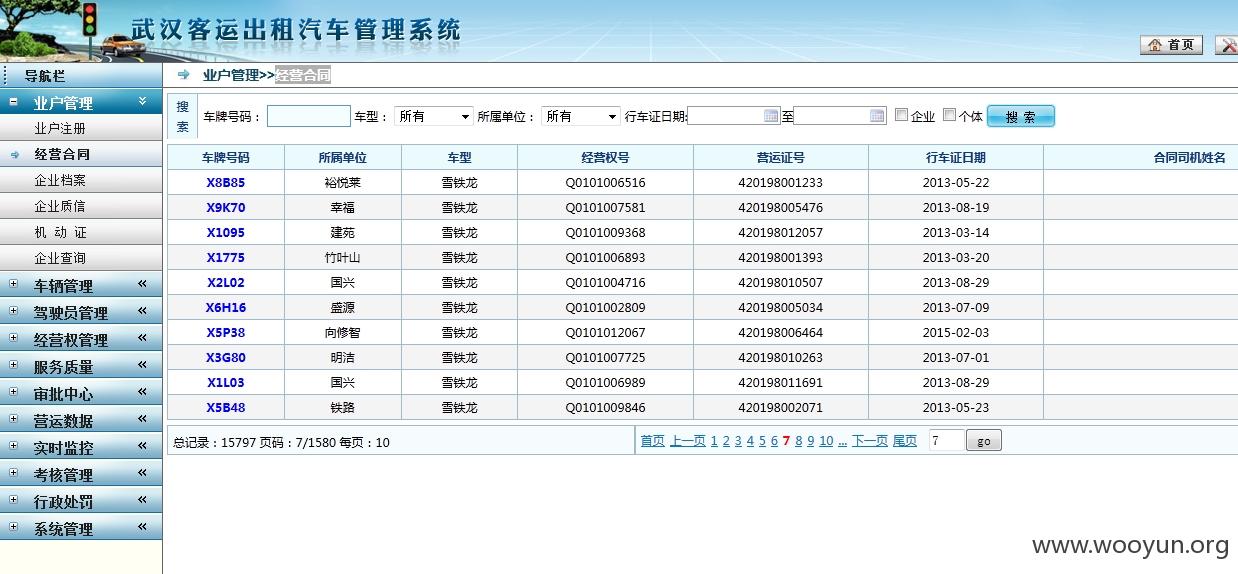 武汉客运出租汽车管理系统
首页
导航栏
业户管理>>经营合同
业户管理
业户注册
经营合同
企业档案
企业质信
机 动 证
企业查询
车辆管理
驾驶员管理
经营权管理
服务质量
审批中心
营运数据
实时监控
考核管理
行政处罚
系统管理
搜索
车牌号码： 车型： 所有 所属单位： 所有 行车证日期: 至 企业 个体 搜 索
车牌号码 所属单位 车型 经营权号 营运证号 行车证日期 合同司机姓名
X8B85 裕悦莱 雪铁龙 Q0101006516 420198001233 2013-05-22
X9K70 幸福 雪铁龙 Q0101007581 420198005476 2013-08-19
X1095 建苑 雪铁龙 Q0101009368 420198012057 2013-03-14
X1775 竹叶山 雪铁龙 Q0101006893 420198001393 2013-03-20
X2L02 国兴 雪铁龙 Q0101004716 420198010507 2013-08-29
X6H16 盛源 雪铁龙 Q0101002809 420198005034 2013-07-09
X5P38 向修智 雪铁龙 Q0101012067 420198006464 2015-02-03
X3G80 明洁 雪铁龙 Q0101007725 420198010263 2013-07-01
X1L03 国兴 雪铁龙 Q0101006989 420198011691 2013-08-29
X5B48 铁路 雪铁龙 Q0101009846 420198002071 2013-05-23
总记录：15797 页码：7/1580 每页：10
首页 上一页 1 2 3 4 5 6 7 8 9 10 ... 下一页 尾页 7 go
www.wooyun.org